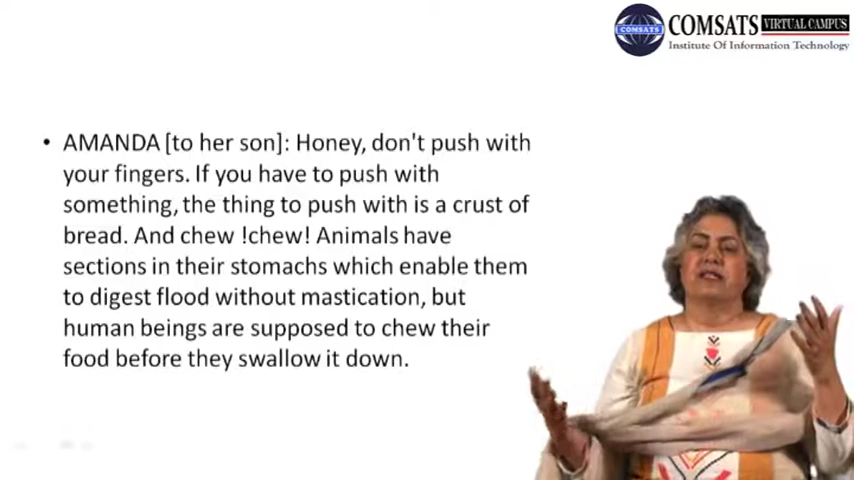 COMSATS
COMSATS VIRTUAL CAMPUS
Institute Of Information Technology
• AMANDA [to her son]: Honey, don't push with
your fingers. If you have to push with
something, the thing to push with is a crust of
bread. And chew !chew! Animals have
sections in their stomachs which enable them
to digest flood without mastication, but
human beings are supposed to chew their
food before they swallow it down.